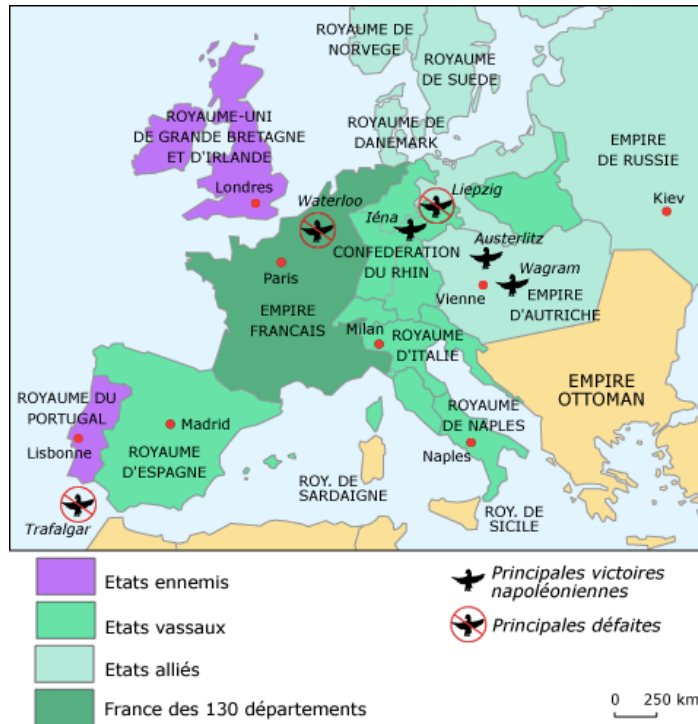 ROYAUME DE
NORVEGE
ROYAUME
DE SUEDE
ROYAUME-UNI
DE GRANDE BRETAGNE
ET D'IRLANDE
ROYAUME DE
DANEMARK
EMPIRE
DE RUSSIE
Londres
Waterloo
Iéna
Liepzig
Kiev
CONFEDERATION
DU RHIN
Austerlitz
Wagram
Paris
Vienne
EMPIRE
D'AUTRICHE
EMPIRE
FRANCAIS
Milan
ROYAUME
D'ITALIE
EMPIRE
OTTOMAN
ROYAUME DU
PORTUGAL
Madrid
Lisbonne
ROYAUME
D'ESPAGNE
ROYAUME
DE NAPLES
Naples
ROY. DE
SARDAIGNE
ROY. DE
SICILE
Trafalgar
Etats ennemis
Etats vassaux
Etats alliés
France des 130 départements
Principales victoires
napoléoniennes
Principales défaites
0 250 km